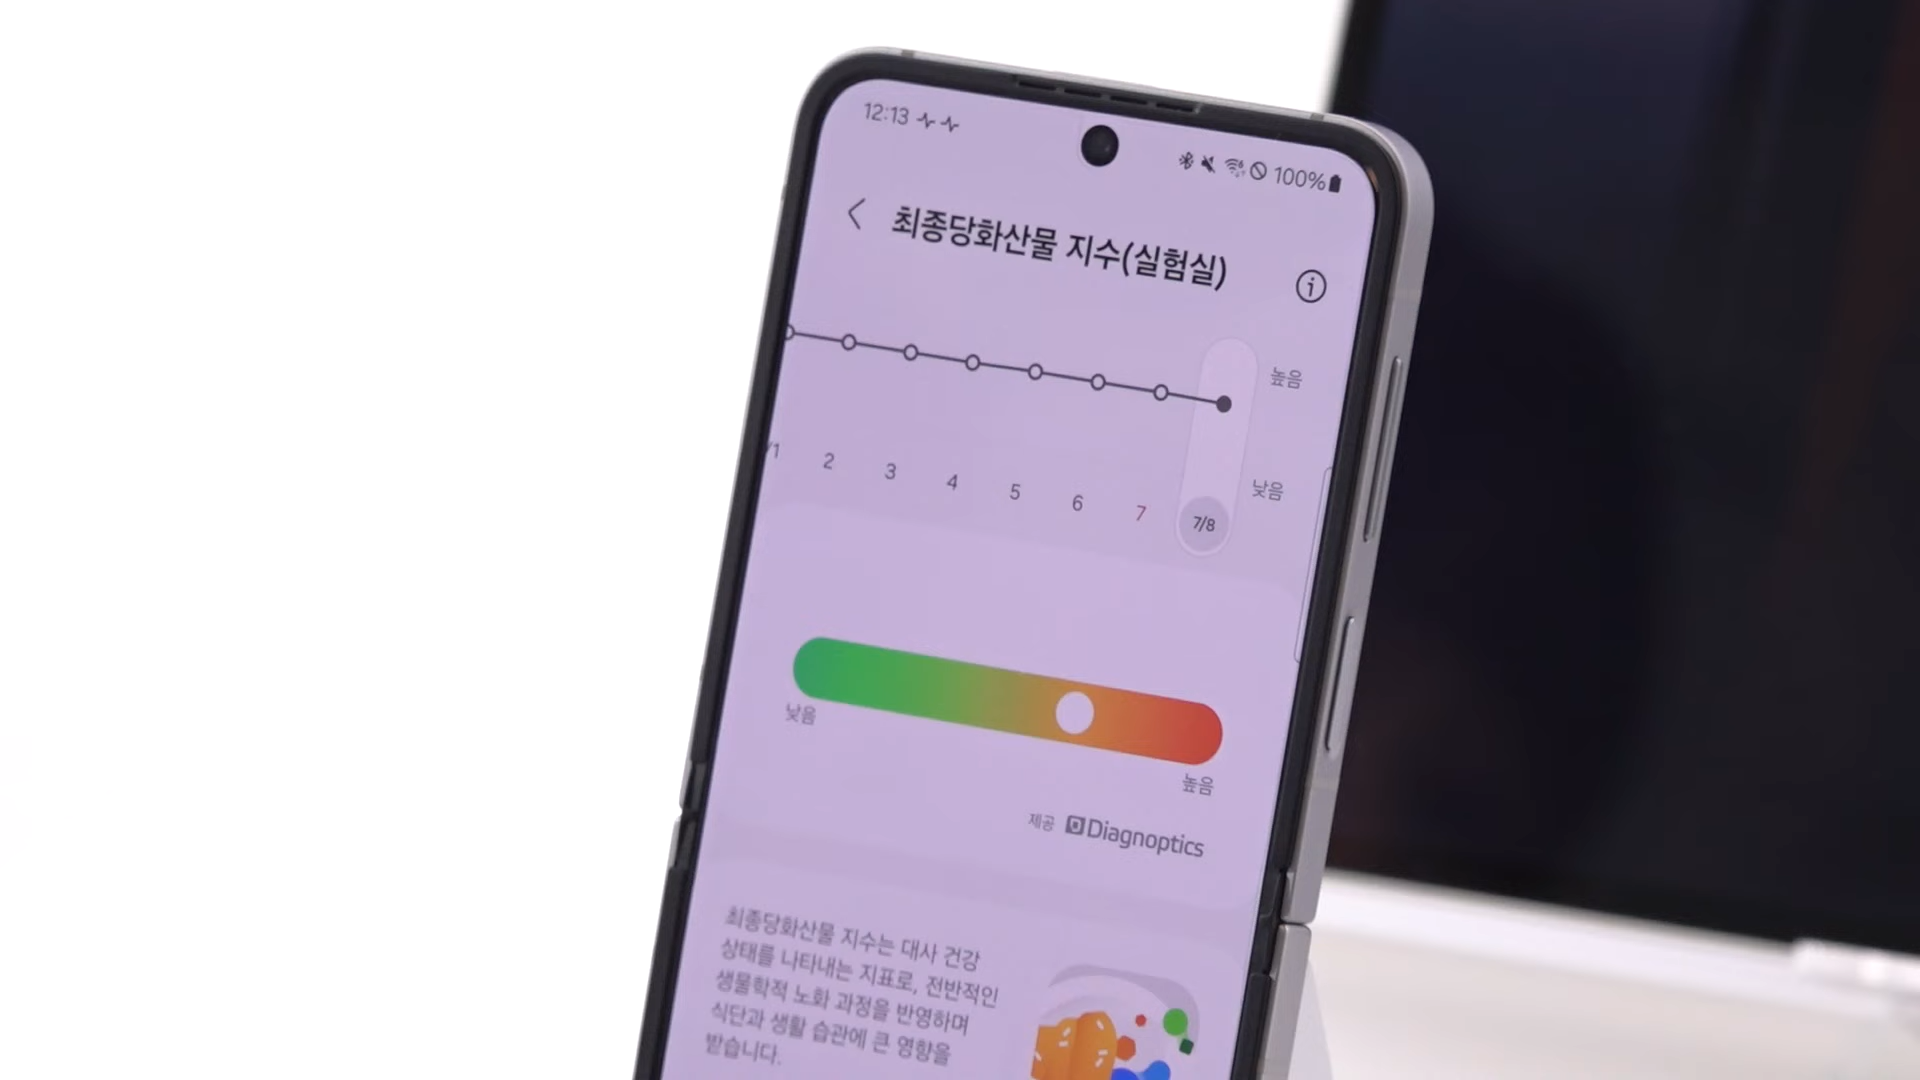 12:13
100%
최종당화산물 지수(실험실)
높음
낮음
/1 2 3 4 5 6 7 7/8
낮음
높음
제공 Diagnoptics
최종당화산물 지수는 대사 건강
상태를 나타내는 지표로, 전반적인
생물학적 노화 과정을 반영하며
식단과 생활 습관에 큰 영향을
받습니다.